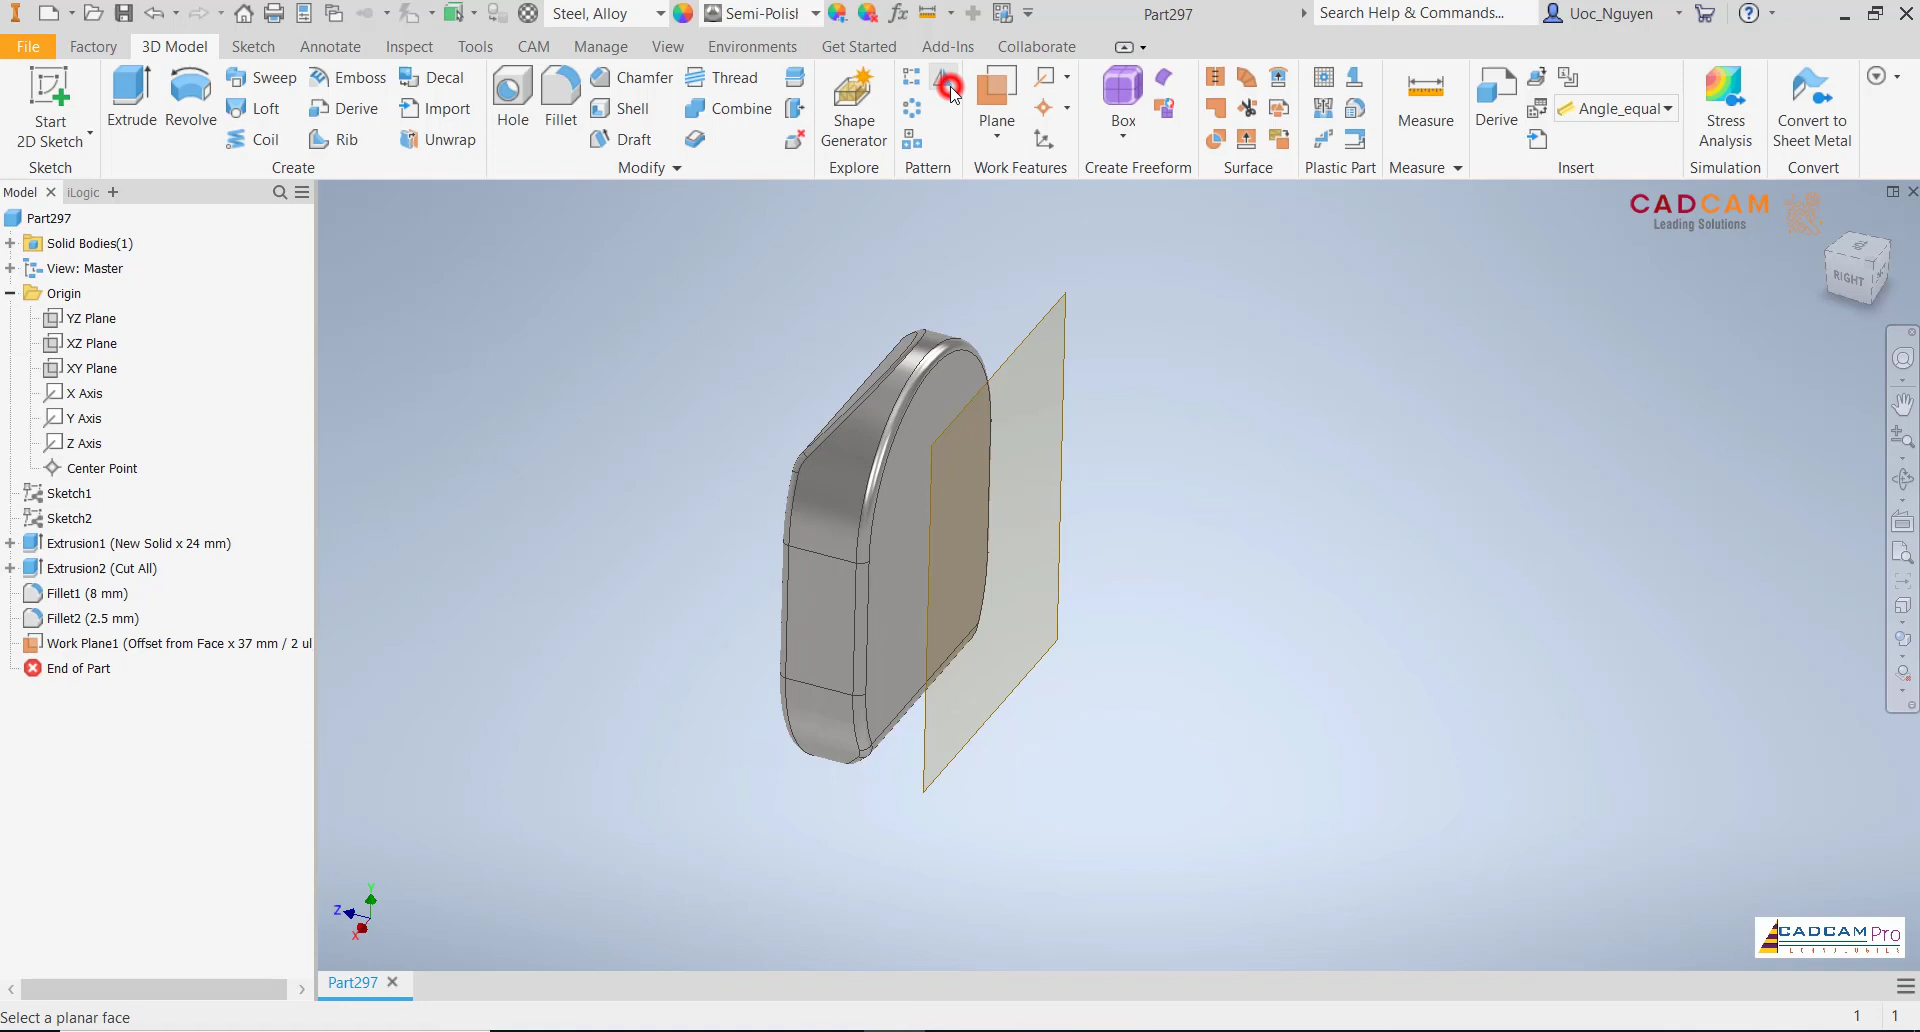 Steel, Alloy
Semi-Polisl
Part297
Search Help & Commands...
Uoc_Nguyen
File
Factory
3D Model
Sketch
Annotate
Inspect
Tools
CAM
Manage
View
Environments
Get Started
Add-Ins
Collaborate
Start
2D Sketch
Sketch
Extrude
Revolve
Sweep
Loft
Coil
Emboss
Derive
Rib
Decal
Import
Unwrap
Create
Hole
Fillet
Chamfer
Shell
Draft
Thread
Combine
Modify
Shape
Generator
Explore
Pattern
Plane
Work Features
Box
Create Freeform
Surface
Plastic Part
Measure
Measure
Derive
Angle_equal
Insert
Stress
Analysis
Simulation
Convert to
Sheet Metal
Convert
Model
iLogic
Part297
Solid Bodies(1)
View: Master
Origin
YZ Plane
XZ Plane
XY Plane
X Axis
Y Axis
Z Axis
Center Point
Sketch1
Sketch2
Extrusion1 (New Solid x 24 mm)
Extrusion2 (Cut All)
Fillet1 (8 mm)
Fillet2 (2.5 mm)
Work Plane1 (Offset from Face x 37 mm / 2 ul
End of Part
CADCAM
Leading Solutions
RIGHT
Y
Z
X
CADCAM Pro
Part297
Select a planar face
1
1